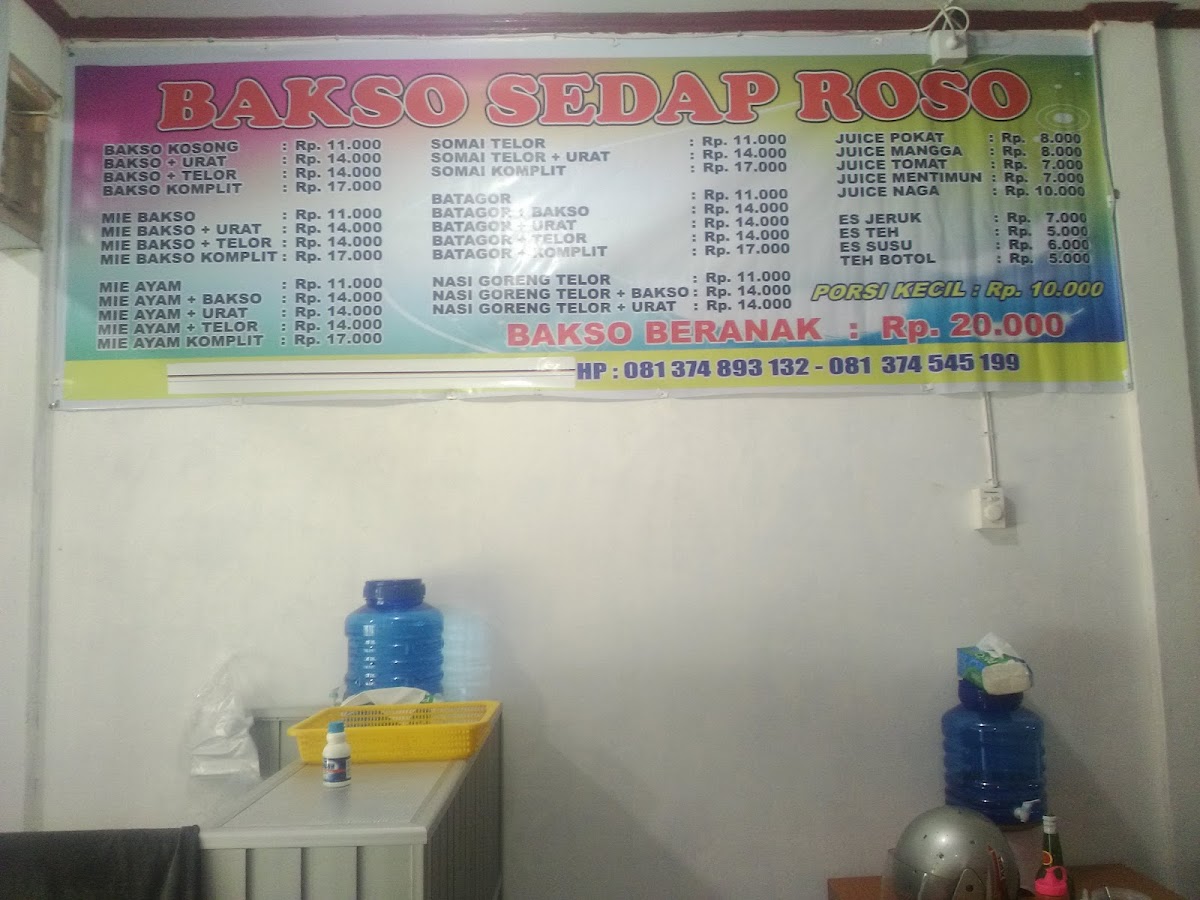 BAKSO SEDAP ROSO
BAKSO KOSONG : Rp. 11.000
BAKSO + URAT : Rp. 14.000
BAKSO + TELOR : Rp. 14.000
BAKSO KOMPLIT : Rp. 17.000
MIE BAKSO : Rp. 11.000
MIE BAKSO + URAT : Rp. 14.000
MIE BAKSO + TELOR : Rp. 14.000
MIE BAKSO KOMPLIT : Rp. 17.000
MIE AYAM : Rp. 11.000
MIE AYAM + BAKSO : Rp. 14.000
MIE AYAM + URAT : Rp. 14.000
MIE AYAM + TELOR : Rp. 14.000
MIE AYAM KOMPLIT : Rp. 17.000
SOMAI TELOR : Rp. 11.000
SOMAI TELOR + URAT : Rp. 14.000
SOMAI KOMPLIT : Rp. 17.000
BATAGOR : Rp. 11.000
BATAGOR + BAKSO : Rp. 14.000
BATAGOR + URAT : Rp. 14.000
BATAGOR + TELOR : Rp. 14.000
BATAGOR + KOMPLIT : Rp. 17.000
NASI GORENG TELOR : Rp. 11.000
NASI GORENG TELOR + BAKSO : Rp. 14.000
NASI GORENG TELOR + URAT : Rp. 14.000
JUICE POKAT : Rp. 8.000
JUICE MANGGA : Rp. 8.000
JUICE TOMAT : Rp. 7.000
JUICE MENTIMUN : Rp. 7.000
JUICE NAGA : Rp. 10.000
ES JERUK : Rp. 7.000
ES TEH : Rp. 5.000
ES SUSU : Rp. 6.000
TEH BOTOL : Rp. 5.000
PORSI KECIL : Rp. 10.000
BAKSO BERANAK : Rp. 20.000
HP : 081 374 893 132 - 081 374 545 199